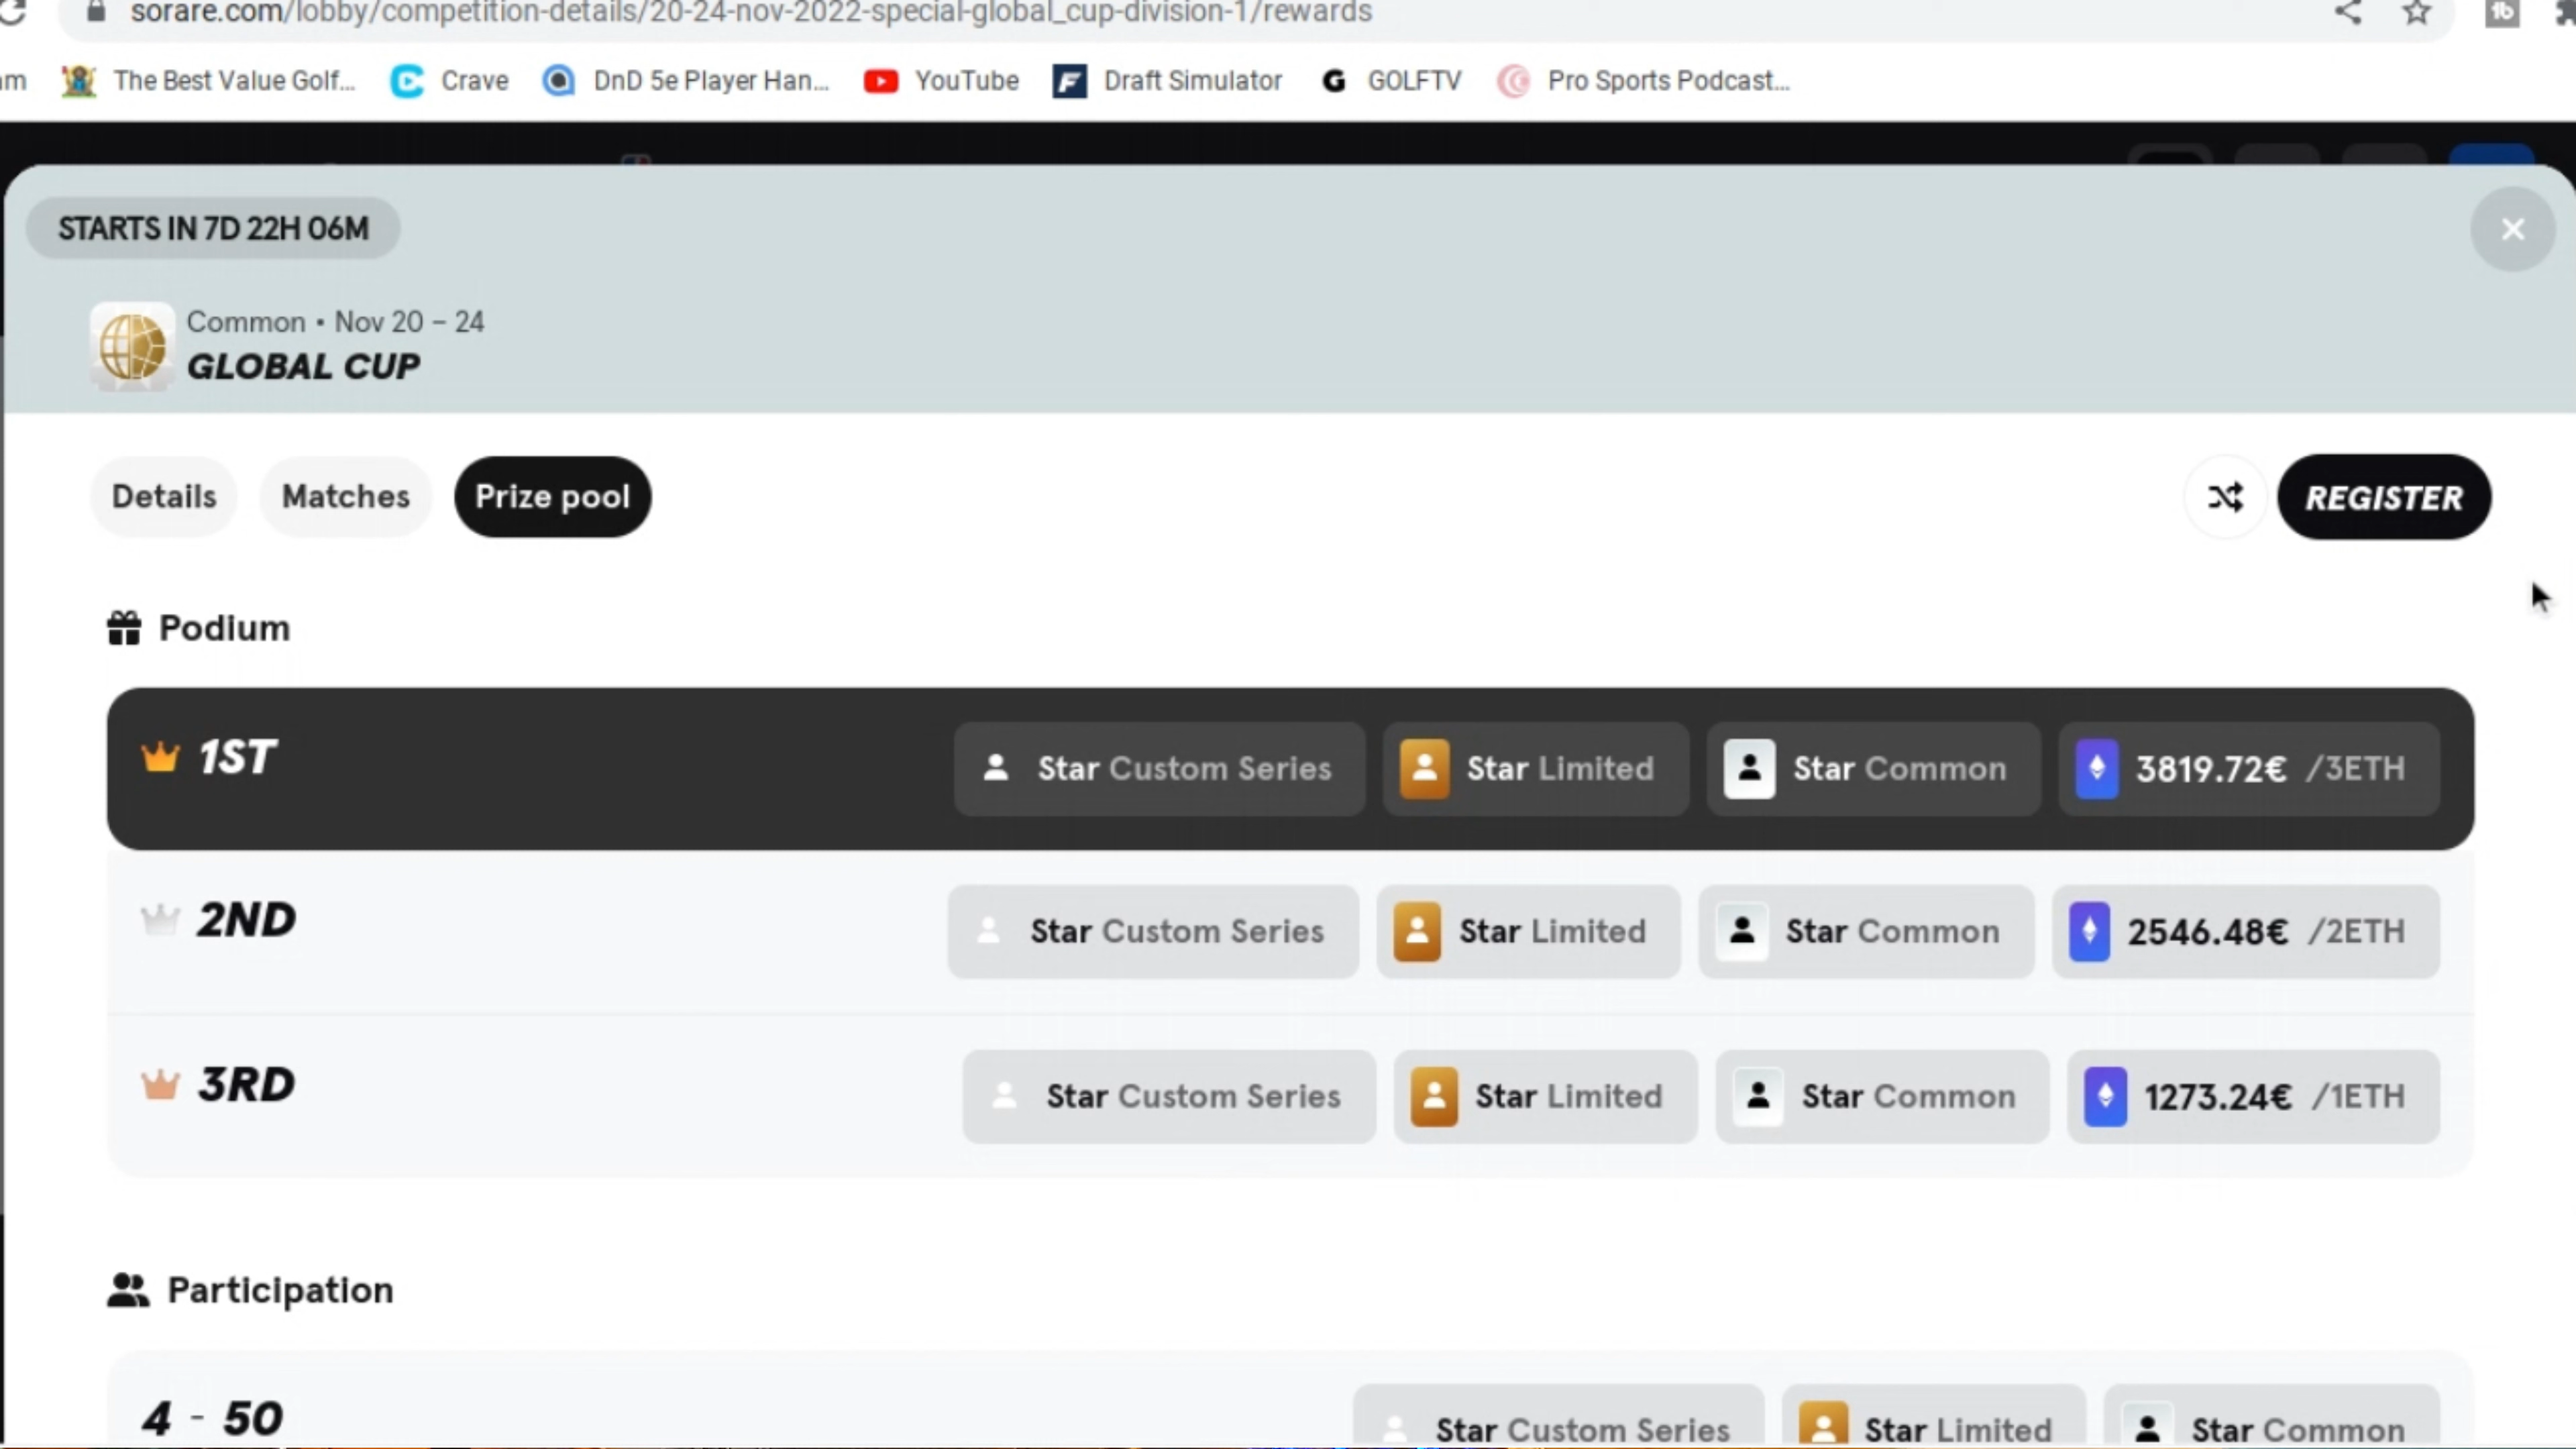 sorare.com/lobby/competition-details/20-24-nov-2022-special-global_cup-division-1/rewards
am The Best Value Golf... Crave DnD 5e Player Han... YouTube Draft Simulator G GOLFTV Pro Sports Podcast...
STARTS IN 7D 22H 06M
Common • Nov 20 – 24
GLOBAL CUP
Details Matches Prize pool REGISTER
Podium
1ST Star Custom Series Star Limited Star Common 3819.72€ /3ETH
2ND Star Custom Series Star Limited Star Common 2546.48€ /2ETH
3RD Star Custom Series Star Limited Star Common 1273.24€ /1ETH
Participation
4 - 50 Star Custom Series Star Limited Star Common